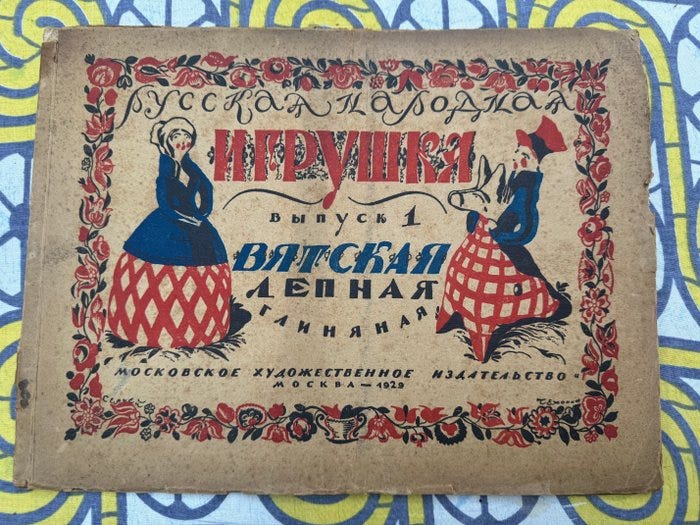 РУССКАЯ НАРОДНАЯ
ИГРУШКА
ВЫПУСК 1
ВЯТСКАЯ
ЛЕПНАЯ
ГЛИНЯНАЯ
МОСКОВСКОЕ ХУДОЖЕСТВЕННОЕ ИЗДАТЕЛЬСТВО
МОСКВА — 1929